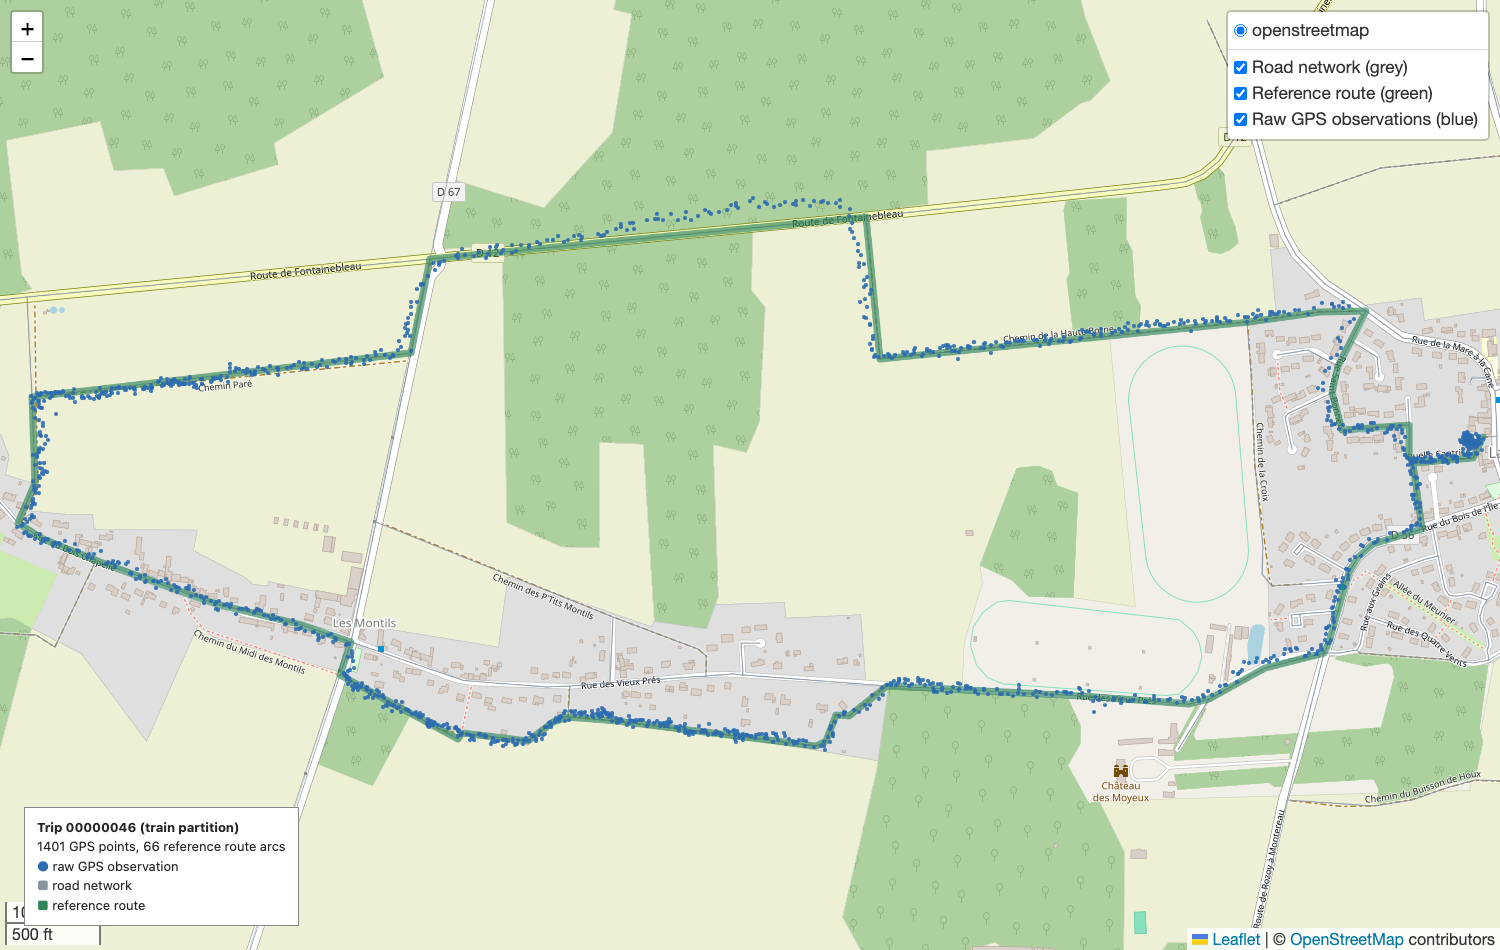 +
−
openstreetmap
Road network (grey)
Reference route (green)
Raw GPS observations (blue)
D 67
Route de Fontainebleau
Route de Fontainebleau
Chemin de la Haute Borne
Rue de la Mare à la Cane
Chemin Paré
Chemin de la Croix
D 56
Rue du Bois de l'Île
Chemin des P'Tits Montils
Les Montils
Chemin du Midi des Montils
Rue des Vieux Prés
Rue aux Grains
Allée du Meunier
Rue des Quatre Vents
Château
des Moyeux
Chemin du Buisson de Houx
Route de Rozoy à Montereau
Trip 00000046 (train partition)
1401 GPS points, 66 reference route arcs
raw GPS observation
road network
reference route
500 ft
Leaflet | © OpenStreetMap contributors